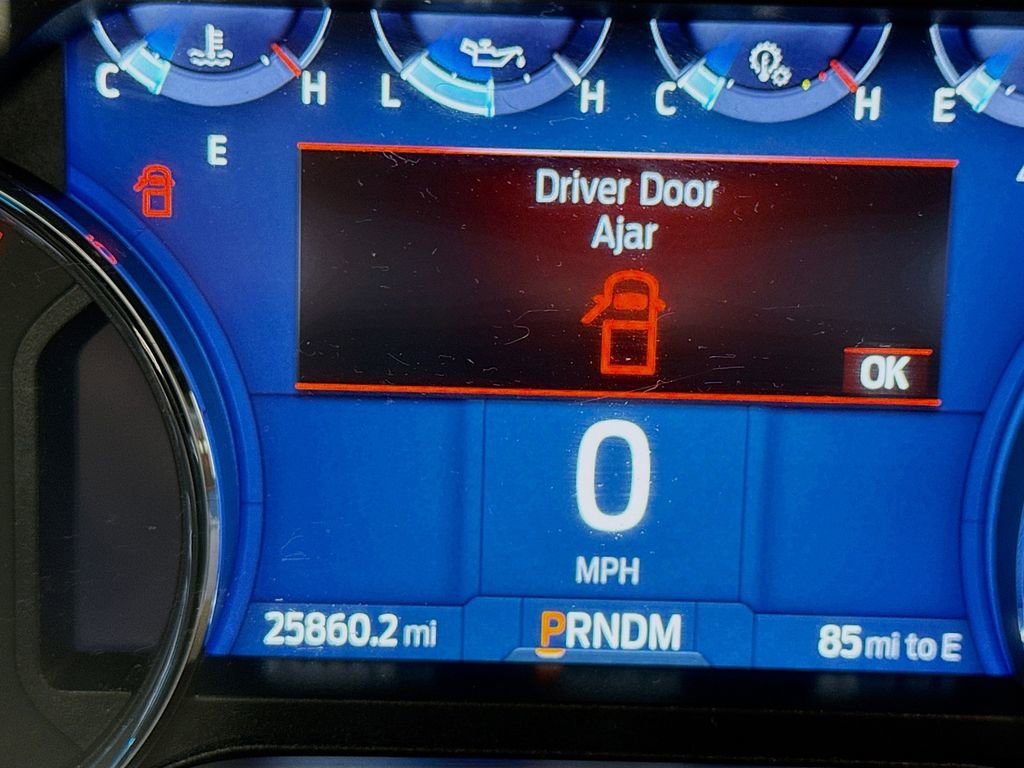 C H L H C H E
E
Driver Door
Ajar
OK
0
MPH
25860.2 mi PRNDM 85 mi to E